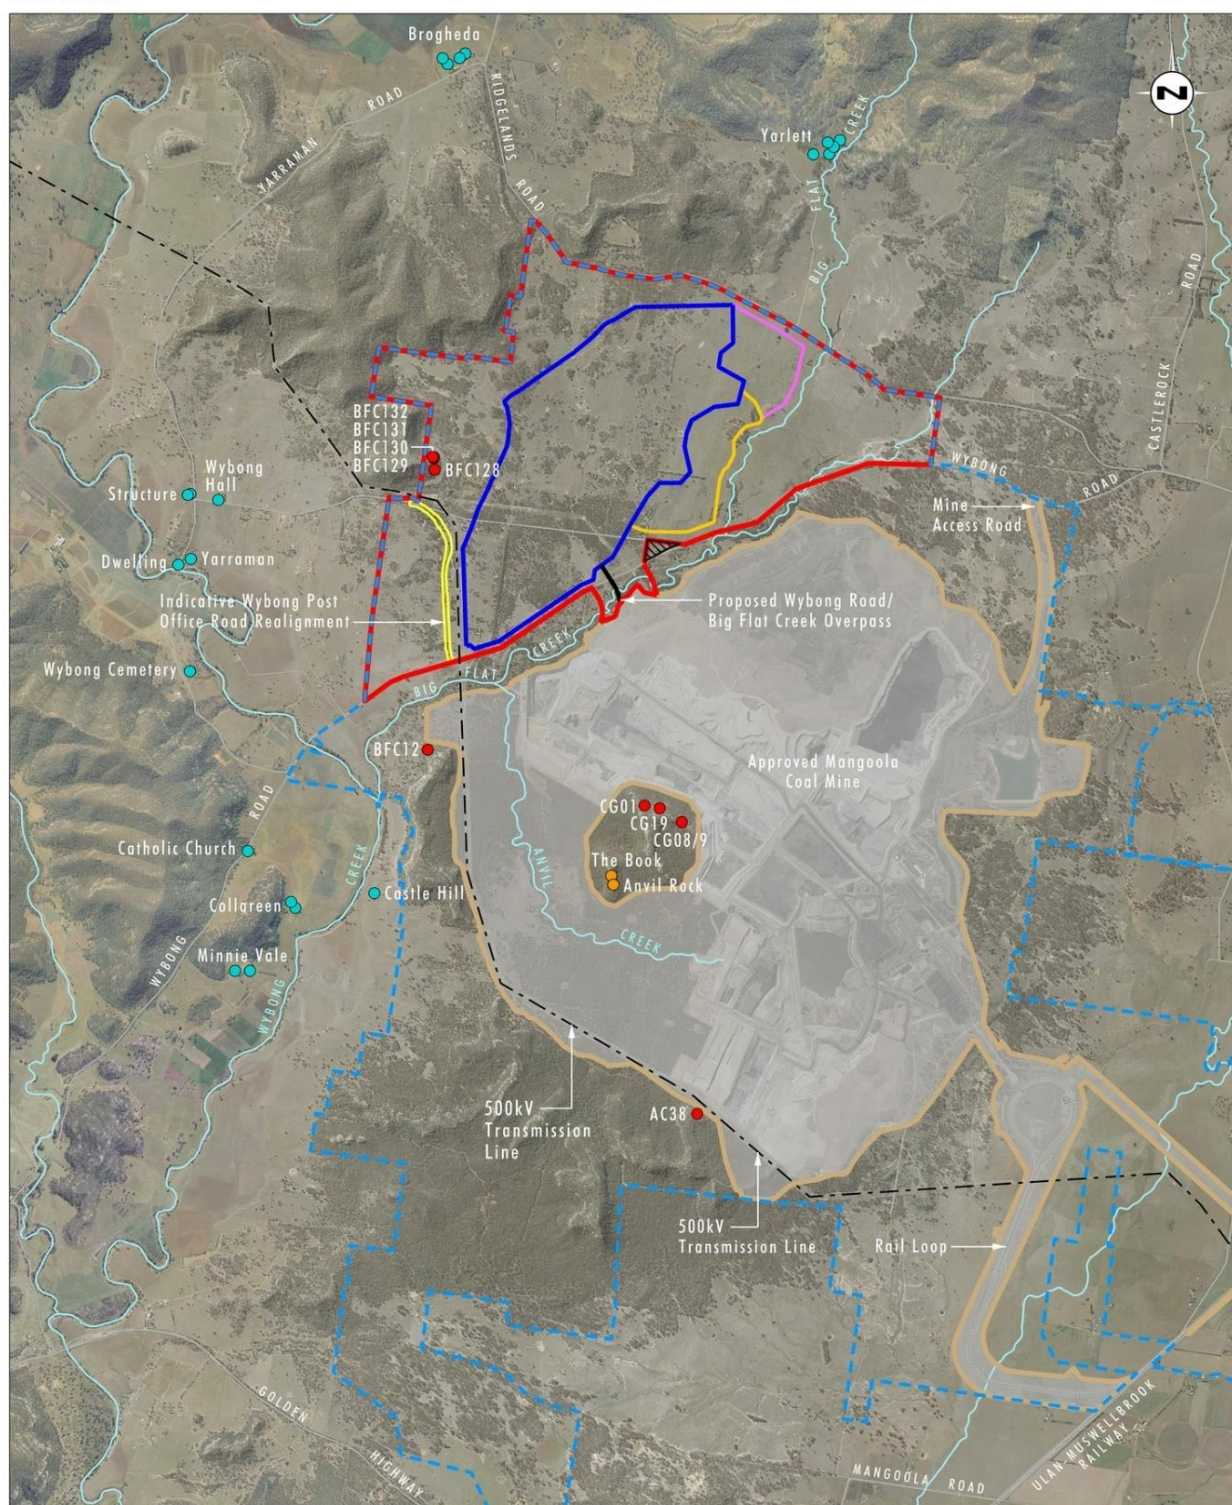 Brogheda
YARRAMAN
ROAD
RIDGELANDS
ROAD
N
Yarlett
BIG
FLAT
CREEK
CASTLEROCK
ROAD
BFC132
BFC131
BFC130
BFC129
BFC128
Structure
Wybong
Hall
WYBONG
ROAD
Mine
Access Road
Dwelling
Yarraman
Indicative Wybong Post
Office Road Realignment
Proposed Wybong Road/
Big Flat Creek Overpass
Wybong Cemetery
BIG
FLAT
CREEK
BFC12
Approved Mangoola
Coal Mine
CG01
CG19
CG08/9
The Book
Anvil Rock
ANVIL
CREEK
Catholic Church
Collareen
Castle Hill
Minnie Vale
WYBONG
ROAD
WYBONG
CREEK
500kV
Transmission
Line
AC38
500kV
Transmission Line
Rail Loop
GOLDEN
HIGHWAY
MANGOOLA ROAD
ULAN-MUSWELLBROOK
RAILWAY